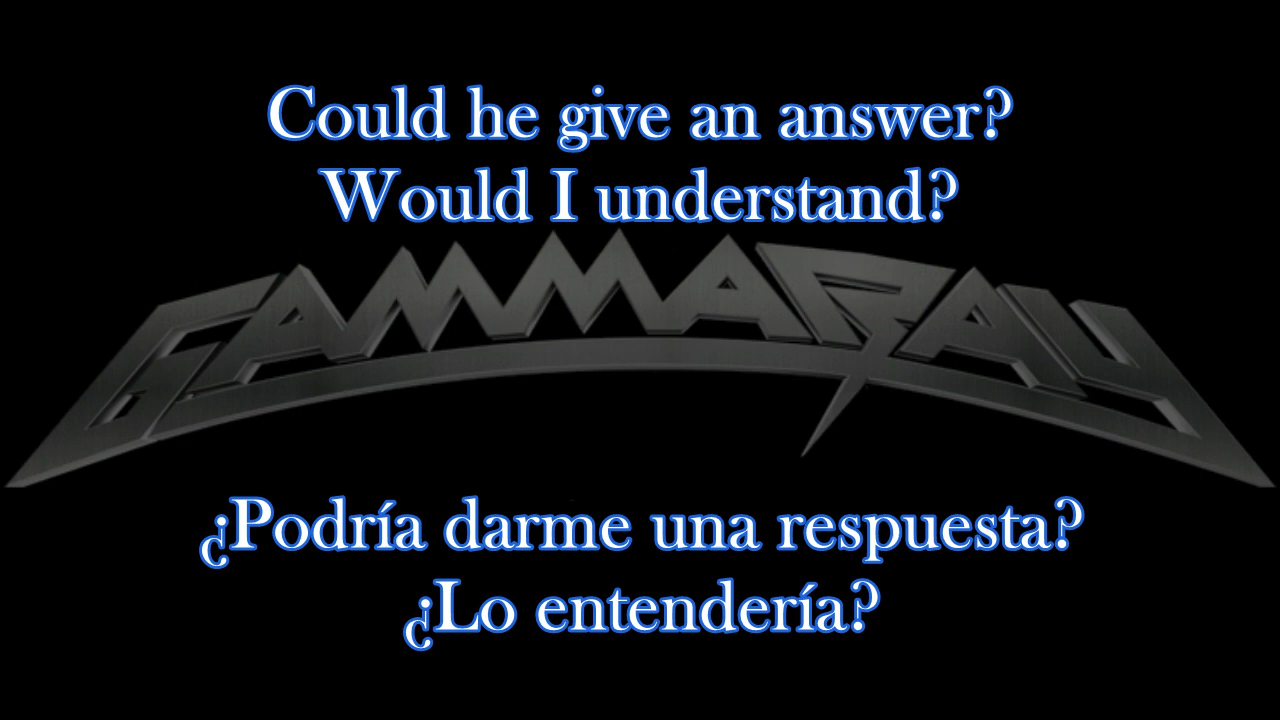 Could he give an answer?
Would I understand?
GAMMARAY
¿Podría darme una respuesta?
¿Lo entendería?